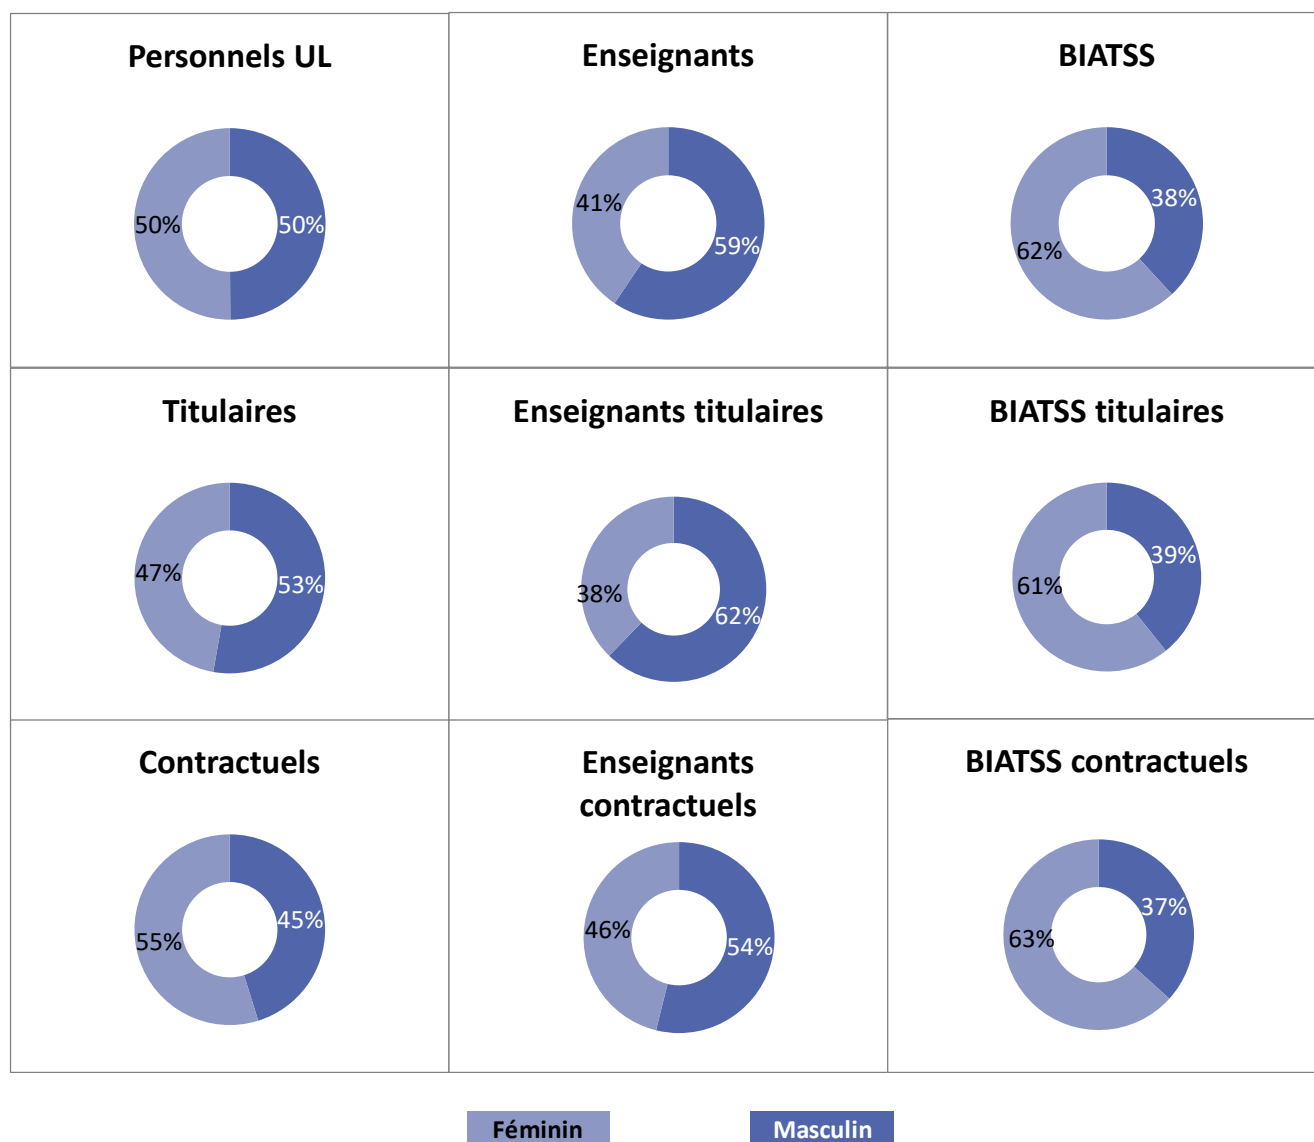 Personnels UL
50%
50%
Enseignants
41%
59%
BIATSS
38%
62%
Titulaires
47%
53%
Enseignants titulaires
38%
62%
BIATSS titulaires
39%
61%
Contractuels
45%
55%
Enseignants
contractuels
46%
54%
BIATSS contractuels
37%
63%
Féminin
Masculin